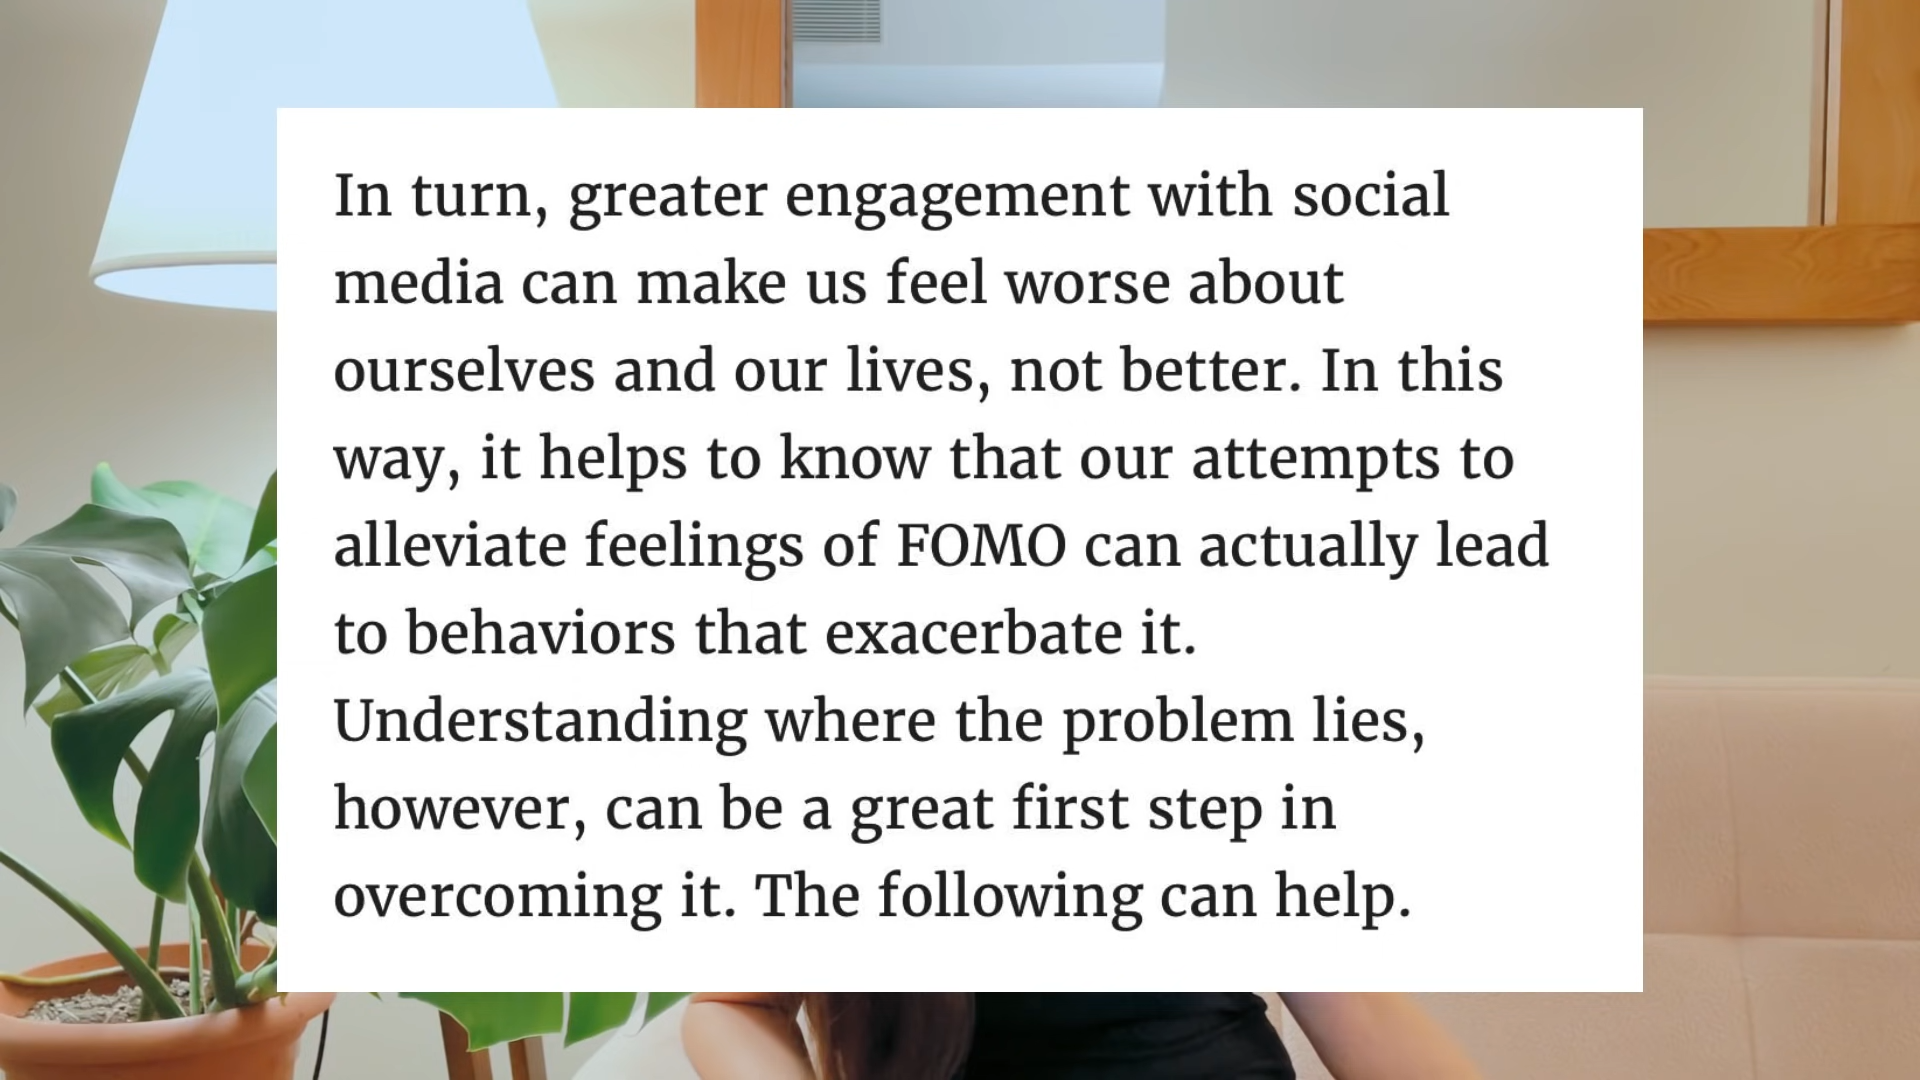 In turn, greater engagement with social
media can make us feel worse about
ourselves and our lives, not better. In this
way, it helps to know that our attempts to
alleviate feelings of FOMO can actually lead
to behaviors that exacerbate it.
Understanding where the problem lies,
however, can be a great first step in
overcoming it. The following can help.